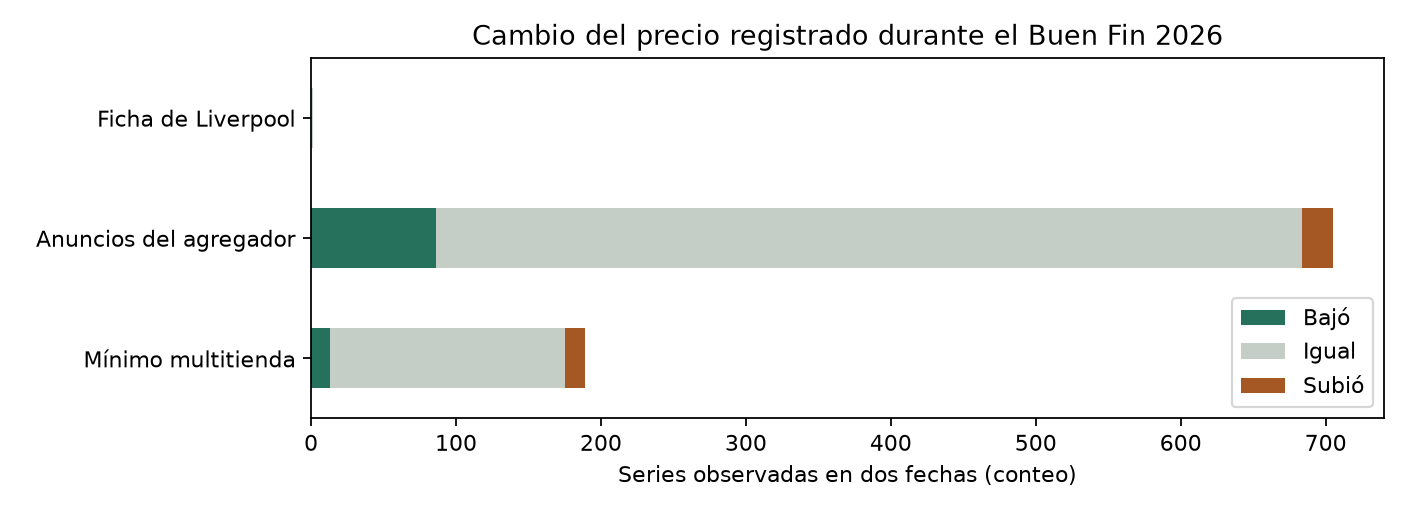 Cambio del precio registrado durante el Buen Fin 2026
Ficha de Liverpool
Anuncios del agregador
Mínimo multitienda
Bajó
Igual
Subió
0 100 200 300 400 500 600 700
Series observadas en dos fechas (conteo)